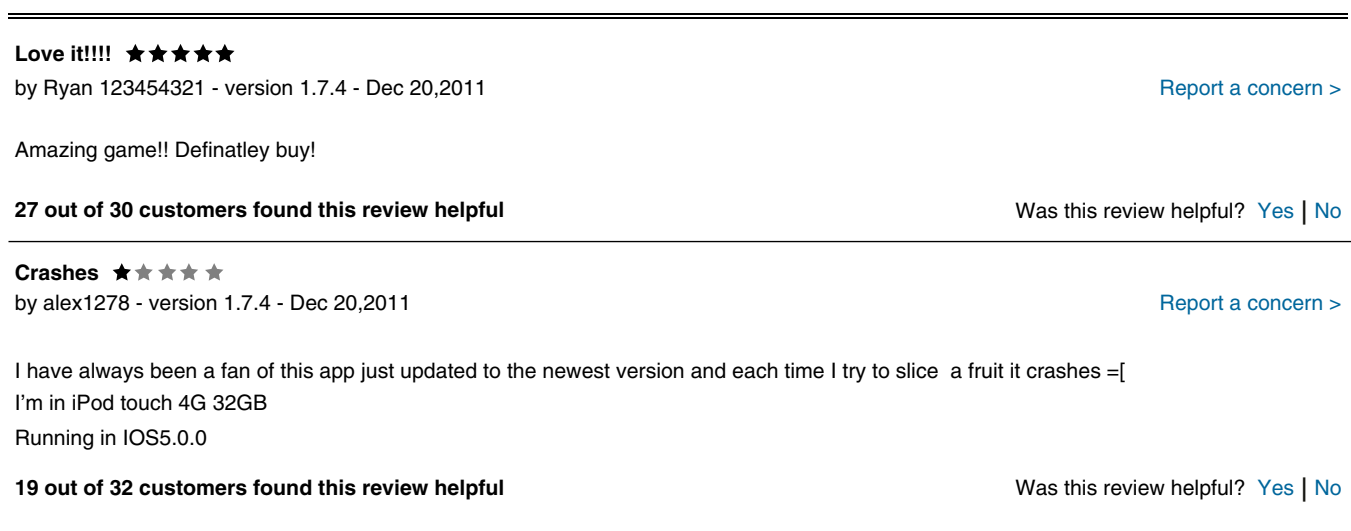 Love it!!!! ★★★★★
by Ryan 123454321 - version 1.7.4 - Dec 20,2011 Report a concern >
Amazing game!! Definatley buy!
27 out of 30 customers found this review helpful Was this review helpful? Yes | No
Crashes ★★★★★
by alex1278 - version 1.7.4 - Dec 20,2011 Report a concern >
I have always been a fan of this app just updated to the newest version and each time I try to slice a fruit it crashes =[
I'm in iPod touch 4G 32GB
Running in IOS5.0.0
19 out of 32 customers found this review helpful Was this review helpful? Yes | No